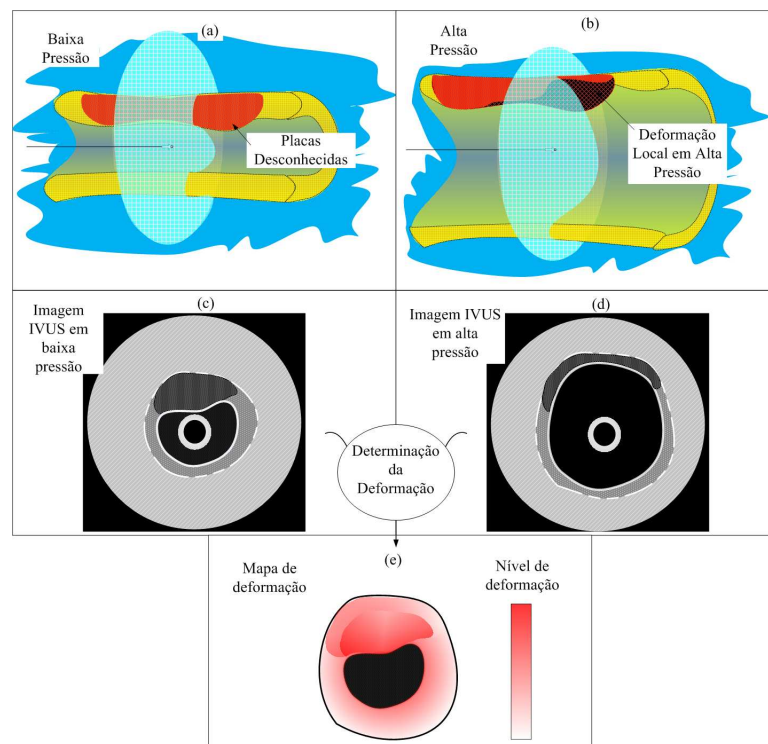 (a)
Baixa
Pressão
Placas
Desconhecidas
(b)
Alta
Pressão
Deformação
Local em Alta
Pressão
(c)
Imagem
IVUS em
baixa
pressão
(d)
Imagem IVUS
em alta
pressão
Determinação
da
Deformação
(e)
Mapa de
deformação
Nível de
deformação